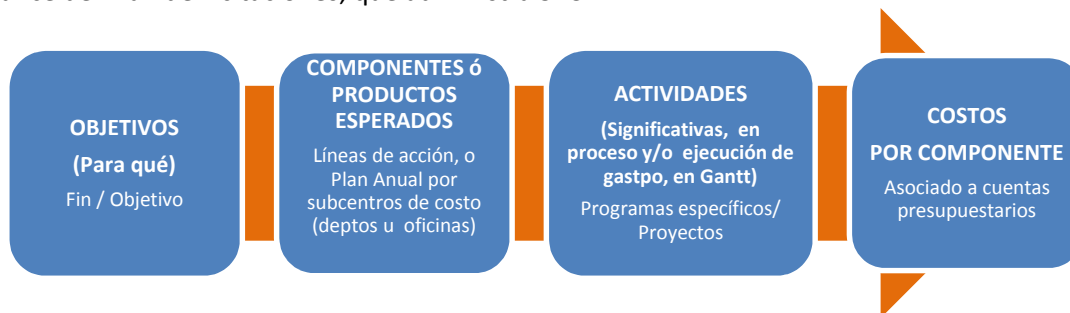 OBJETIVOS
(Para qué)
Fin / Objetivo
COMPONENTES ó
PRODUCTOS
ESPERADOS
Líneas de acción, o
Plan Anual por
subcentros de costo
(deptos u oficinas)
ACTIVIDADES
(Significativas, en
proceso y/o ejecución de
gastpo, en Gantt)
Programas específicos/
Proyectos
COSTOS
POR COMPONENTE
Asociado a cuentas
presupuestarios